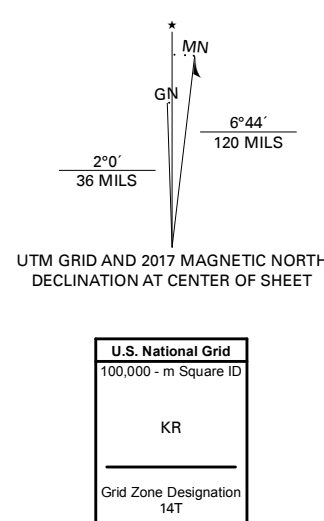 ★
MN
GN
6°44´
120 MILS
2°0´
36 MILS
UTM GRID AND 2017 MAGNETIC NORTH
DECLINATION AT CENTER OF SHEET
U.S. National Grid
100,000 - m Square ID
KR
Grid Zone Designation
14T